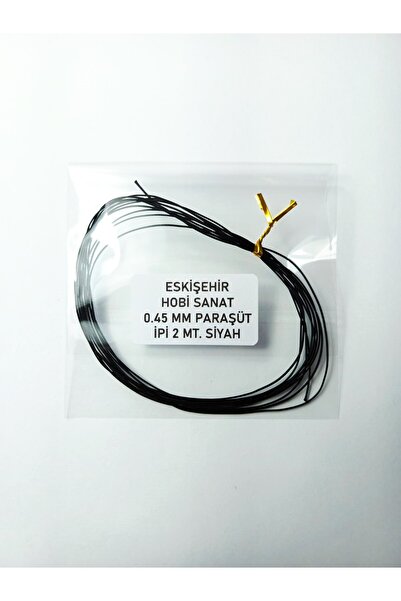 ESKİŞEHİR
HOBİ SANAT
0.45 MM PARAŞÜT
İPİ 2 MT. SİYAH